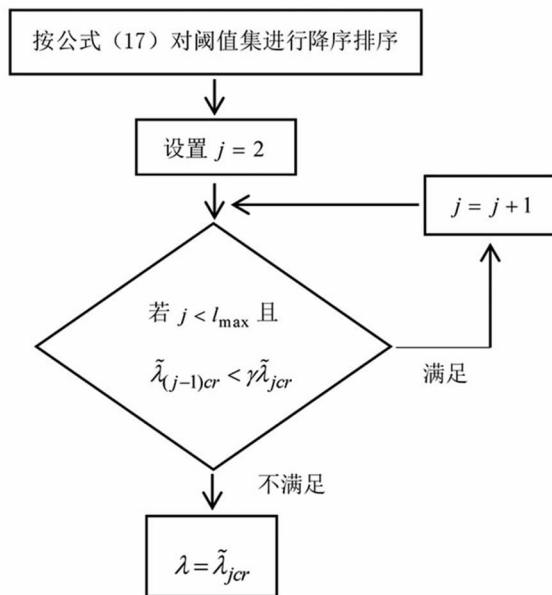 按公式（17）对阈值集进行降序排序
设置 j = 2
j = j + 1
若 j < l_max 且
λ̃_(j−1)cr < γλ̃_jcr
满足
不满足
λ = λ̃_jcr